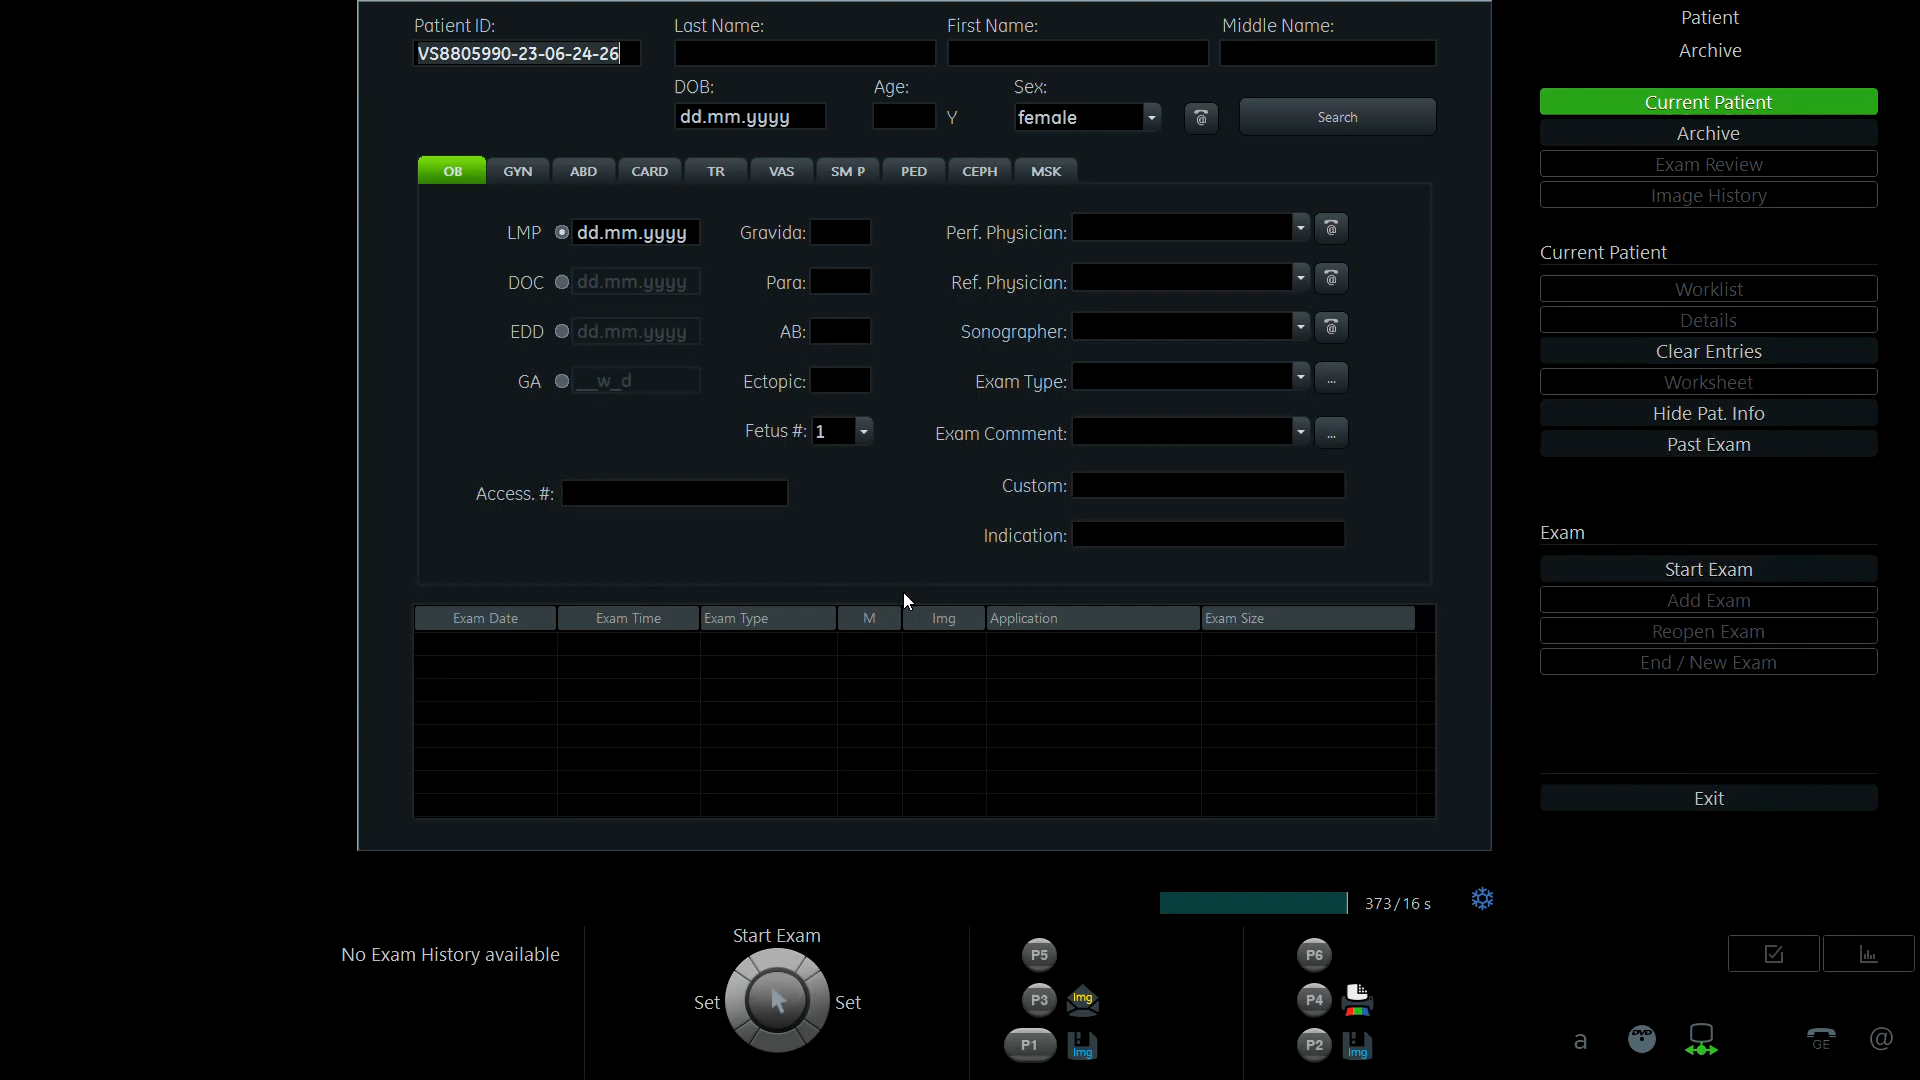 Patient ID: Last Name: First Name: Middle Name:
VS8805990-23-06-24-26
DOB: Age: Sex:
dd.mm.yyyy Y female @ Search
OB GYN ABD CARD TR VAS SM P PED CEPH MSK
LMP dd.mm.yyyy Gravida: Perf. Physician: @
DOC dd.mm.yyyy Para: Ref. Physician: @
EDD dd.mm.yyyy AB: Sonographer: @
GA __w_d Ectopic: Exam Type: ...
Fetus #: 1 Exam Comment: ...
Access. #: Custom:
Indication:
Exam Date Exam Time Exam Type M Img Application Exam Size
Patient
Archive
Current Patient
Archive
Exam Review
Image History
Current Patient
Worklist
Details
Clear Entries
Worksheet
Hide Pat. Info
Past Exam
Exam
Start Exam
Add Exam
Reopen Exam
End / New Exam
Exit
373/16 s
No Exam History available
Start Exam
Set Set
P5 P6
P3 Img P4
P1 Img P2 Img
a DVD GE @